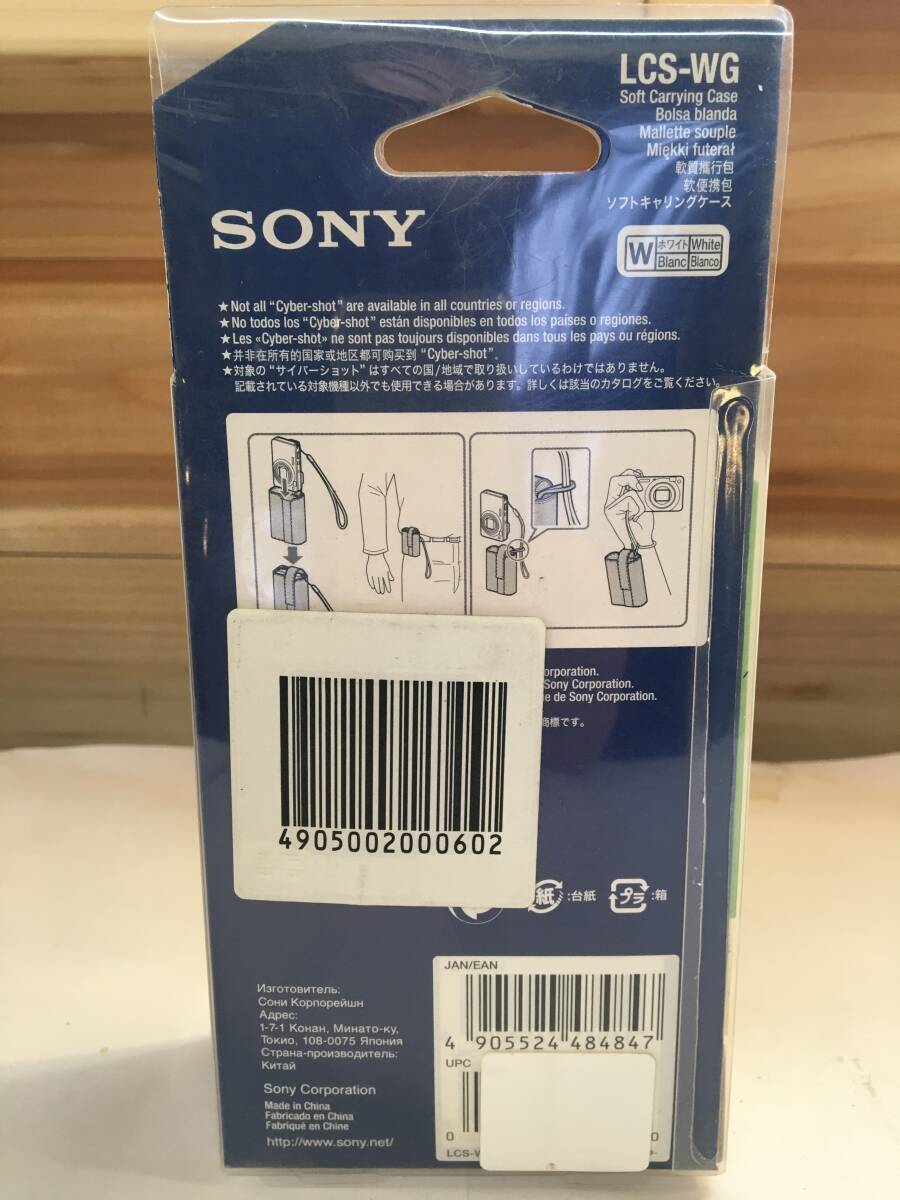 LCS-WG
Soft Carrying Case
Bolsa blanda
Mallette souple
Miękki futerał
軟質攜行包
软便携包
ソフトキャリングケース
SONY
W ホワイト White
Blanc Blanco
★Not all “Cyber-shot” are available in all countries or regions.
★No todos los “Cyber-shot” están disponibles en todos los países o regiones.
★Les «Cyber-shot» ne sont pas toujours disponibles dans tous les pays ou régions.
★并非在所有的国家或地区都可购买到 “Cyber-shot”.
★対象の “サイバーショット” はすべての国/地域で取り扱いしているわけではありません。
記載されている対象機種以外でも使用できる場合があります。詳しくは該当のカタログをご覧ください。
orporation.
Sony Corporation.
e de Sony Corporation.
商標です。
4905002000602
紙 :台紙 プラ :箱
JAN/EAN
4 905524 484847
UPC
0 0
LCS-W
Изготовитель:
Сони Корпорейшн
Адрес:
1-7-1 Конан, Минато-ку,
Токио, 108-0075 Япония
Страна-производитель:
Китай
Sony Corporation
Made in China
Fabricado en China
Fabriqué en Chine
http://www.sony.net/